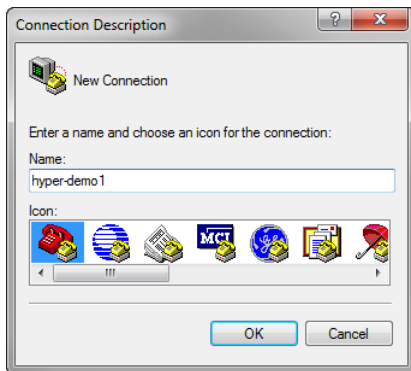 Connection Description
New Connection
Enter a name and choose an icon for the connection:
Name:
hyper-demo1
Icon:
MCI
OK
Cancel